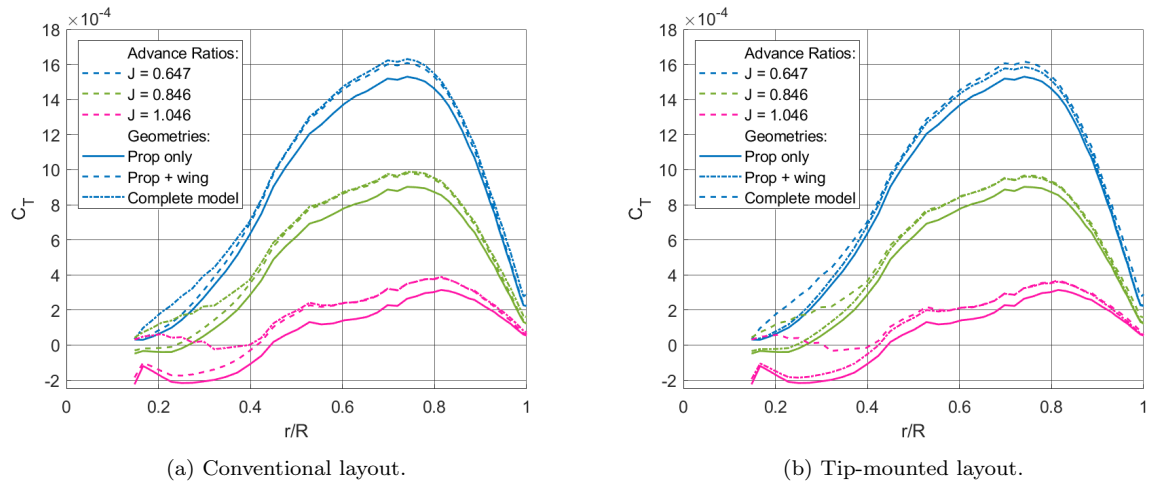 ×10⁻⁴
18
16
14
12
10
8
6
4
2
0
-2
C_T
Advance Ratios:
J = 0.647
J = 0.846
J = 1.046
Geometries:
Prop only
Prop + wing
Complete model
0 0.2 0.4 0.6 0.8 1
r/R
(a) Conventional layout.
×10⁻⁴
18
16
14
12
10
8
6
4
2
0
-2
C_T
Advance Ratios:
J = 0.647
J = 0.846
J = 1.046
Geometries:
Prop only
Prop + wing
Complete model
0 0.2 0.4 0.6 0.8 1
r/R
(b) Tip-mounted layout.